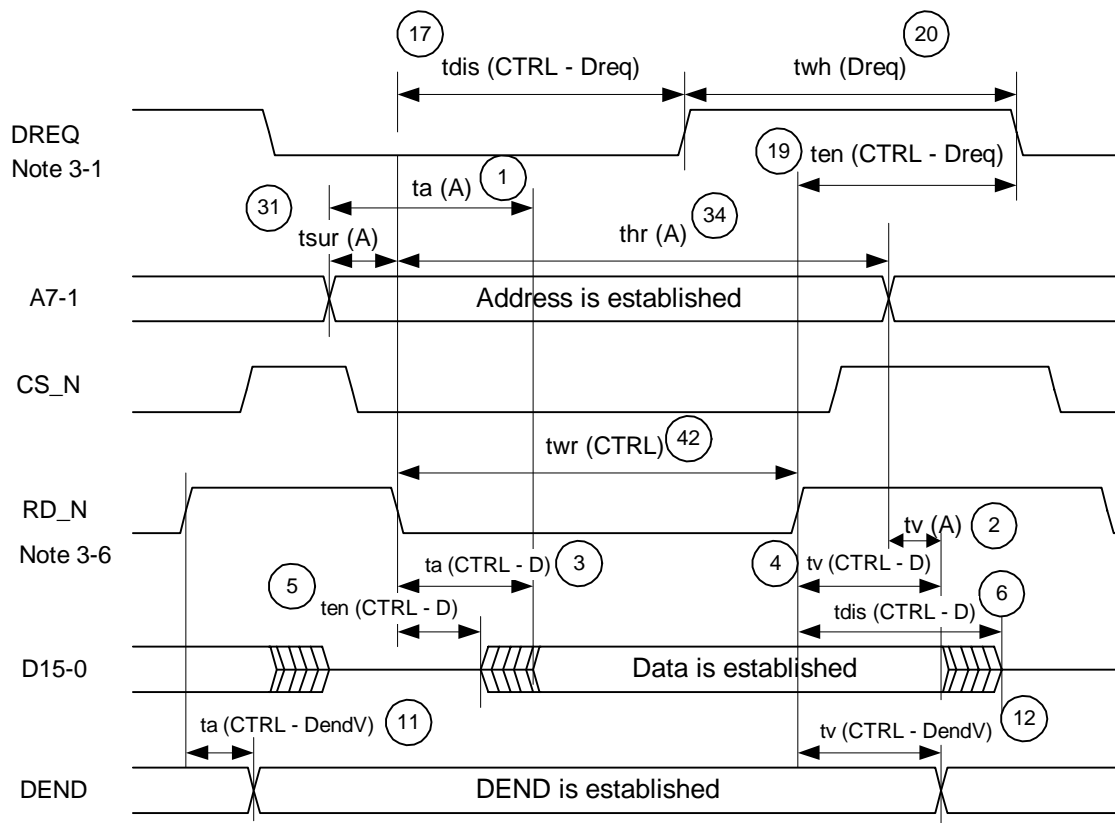 17
20
tdis (CTRL - Dreq)
twh (Dreq)
DREQ
Note 3-1
19
ten (CTRL - Dreq)
ta (A)
1
31
34
tsur (A)
thr (A)
A7-1
Address is established
CS_N
twr (CTRL)
42
RD_N
Note 3-6
tv (A)
2
ta (CTRL - D)
3
4
tv (CTRL - D)
5
ten (CTRL - D)
tdis (CTRL - D)
6
D15-0
Data is established
ta (CTRL - DendV)
11
12
tv (CTRL - DendV)
DEND
DEND is established